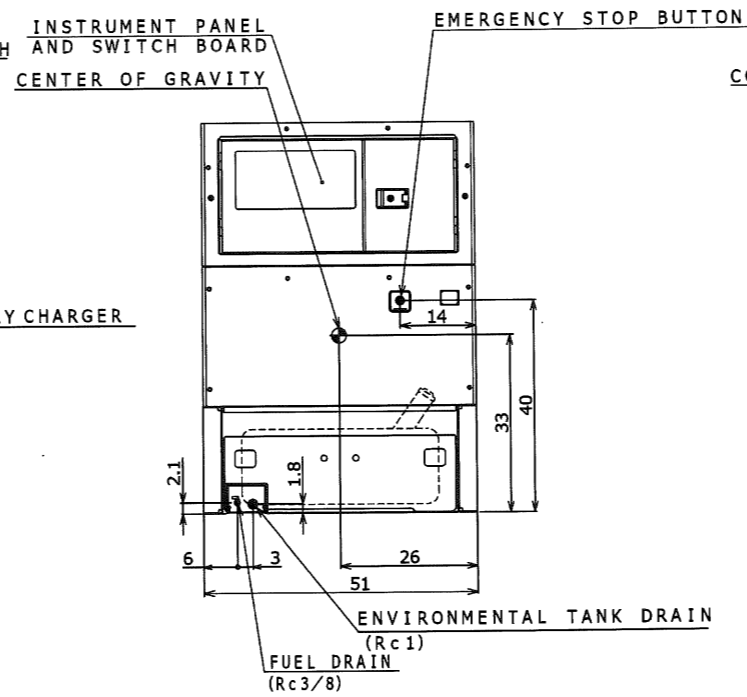 INSTRUMENT PANEL
EMERGENCY STOP BUTTON
H AND SWITCH BOARD
CENTER OF GRAVITY
CO
Y CHARGER
14
40
33
2.1
1.8
6
3
26
51
ENVIRONMENTAL TANK DRAIN
(Rc1)
FUEL DRAIN
(Rc3/8)